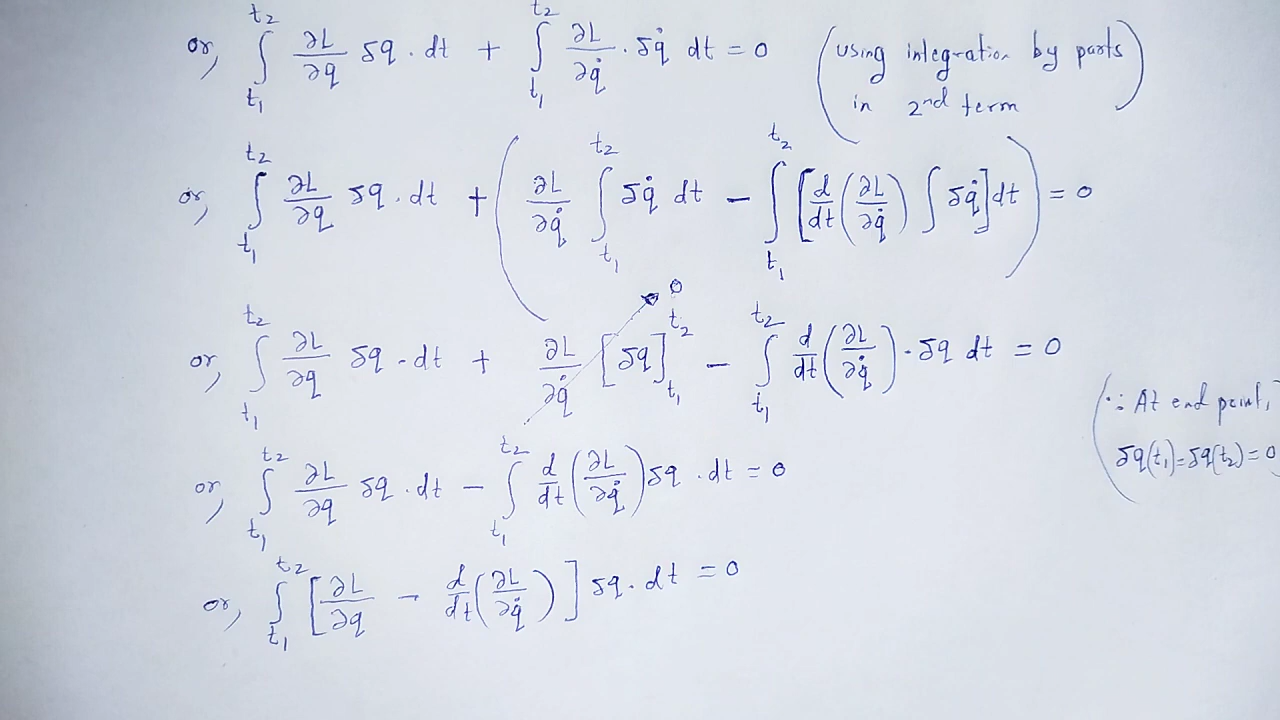 or, ∫_{t₁}^{t₂} ∂L/∂q δq · dt + ∫_{t₁}^{t₂} ∂L/∂q̇ · δq̇ dt = 0 (using integration by parts
in 2nd term)
or, ∫_{t₁}^{t₂} ∂L/∂q δq · dt + ( ∂L/∂q̇ ∫_{t₁}^{t₂} δq̇ dt − ∫_{t₁}^{t₂} [ d/dt (∂L/∂q̇) ∫ δq̇ ] dt ) = 0
or, ∫_{t₁}^{t₂} ∂L/∂q δq · dt + ∂L/∂q̇ [δq]_{t₁}^{t₂} → 0 − ∫_{t₁}^{t₂} d/dt (∂L/∂q̇) · δq dt = 0
(∵ At end point,
δq(t₁) = δq(t₂) = 0
or, ∫_{t₁}^{t₂} ∂L/∂q δq · dt − ∫_{t₁}^{t₂} d/dt (∂L/∂q̇) δq · dt = 0
or, ∫_{t₁}^{t₂} [ ∂L/∂q − d/dt (∂L/∂q̇) ] δq · dt = 0